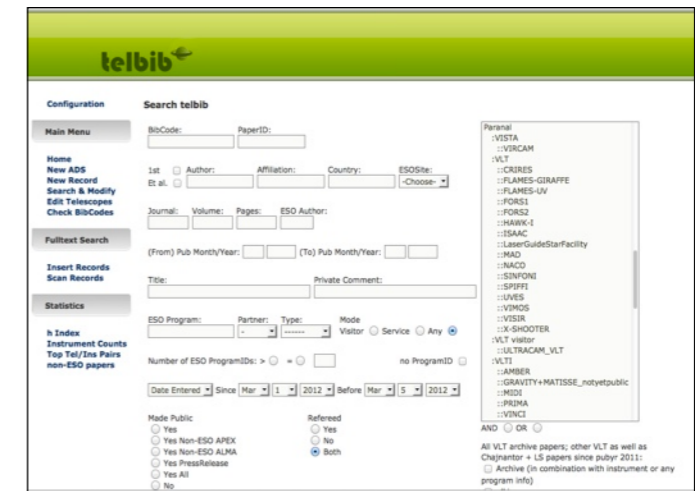 telbib
Configuration
Main Menu
Home
New ADS
New Record
Search & Modify
Edit Telescopes
Check BibCodes
Fulltext Search
Insert Records
Scan Records
Statistics
h Index
Instrument Counts
Top Tel/Ins Pairs
non-ESO papers
Search telbib
BibCode: PaperID:
1st Author: Affiliation: Country: ESOSite:
Et al. -Choose-
Journal: Volume: Pages: ESO Author:
(From) Pub Month/Year: (To) Pub Month/Year:
Title: Private Comment:
ESO Program: Partner: Type: Mode
- ------ Visitor Service Any
Number of ESO ProgramIDs: > = no ProgramID
Date Entered Since Mar 1 2012 Before Mar 5 2012
Made Public Refereed
Yes Yes
Yes Non-ESO APEX No
Yes Non-ESO ALMA Both
Yes PressRelease
Yes All
No
Paranal
:VISTA
::VIRCAM
:VLT
::CRIRES
::FLAMES-GIRAFFE
::FLAMES-UV
::FORS1
::FORS2
::HAWK-I
::ISAAC
::LaserGuideStarFacility
::MAD
::NACO
::SINFONI
::SPIFFI
::UVES
::VIMOS
::VISIR
::X-SHOOTER
:VLT visitor
::ULTRACAM_VLT
:VLTI
::AMBER
::GRAVITY+MATISSE_notyetpublic
::MIDI
::PRIMA
::VINCI
AND OR
All VLT archive papers; other VLT as well as
Chajnantor + LS papers since pubyr 2011:
Archive (in combination with instrument or any
program info)